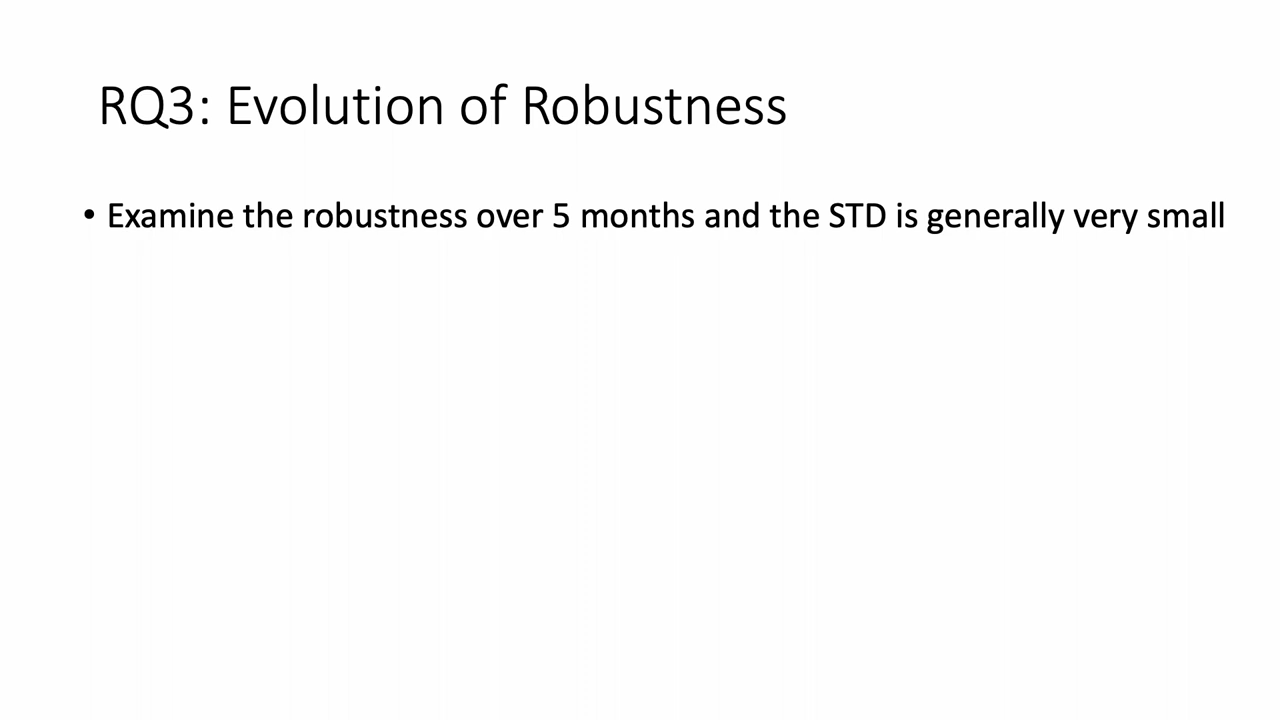 RQ3: Evolution of Robustness
• Examine the robustness over 5 months and the STD is generally very small